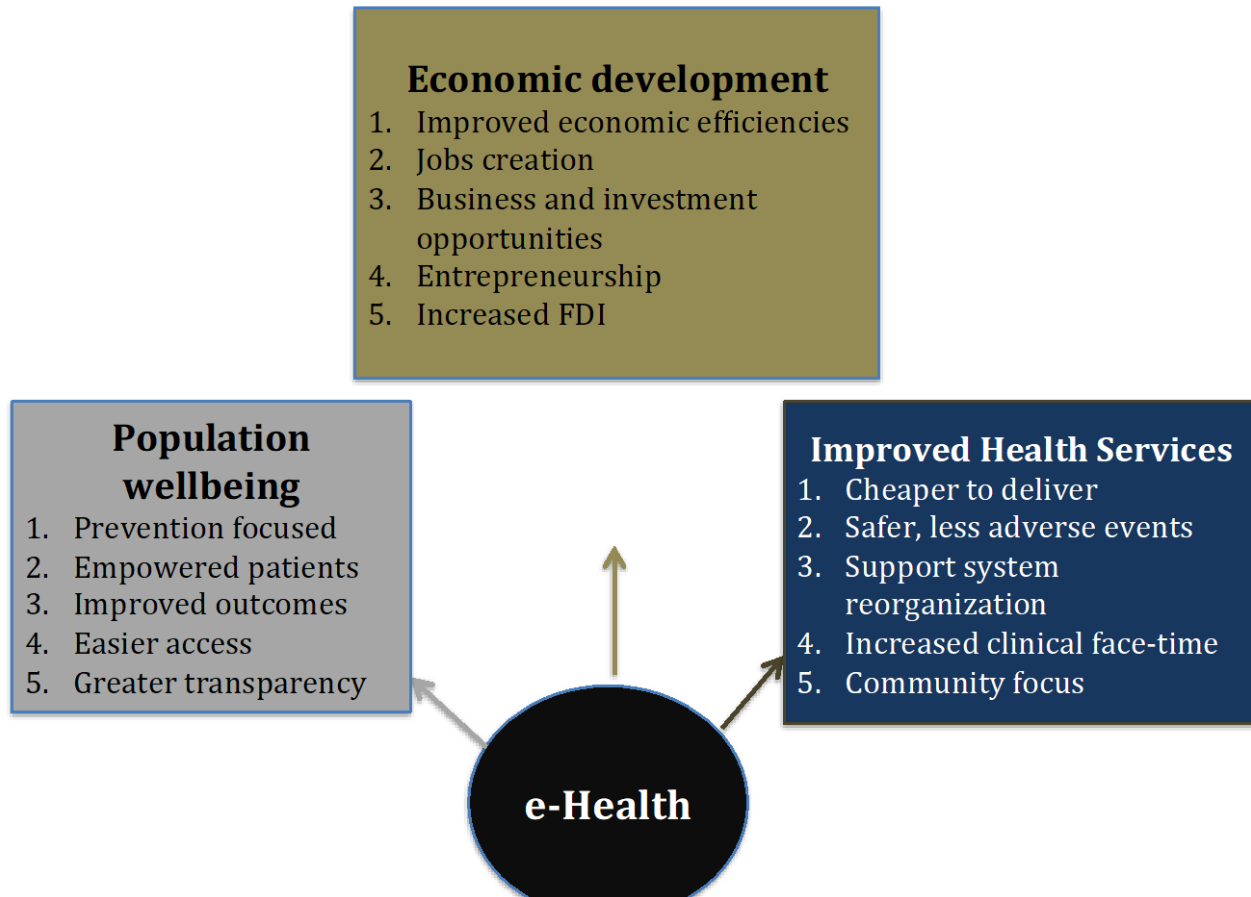 Economic development
1. Improved economic efficiencies
2. Jobs creation
3. Business and investment
opportunities
4. Entrepreneurship
5. Increased FDI
Population
wellbeing
1. Prevention focused
2. Empowered patients
3. Improved outcomes
4. Easier access
5. Greater transparency
Improved Health Services
1. Cheaper to deliver
2. Safer, less adverse events
3. Support system
reorganization
4. Increased clinical face-time
5. Community focus
e-Health